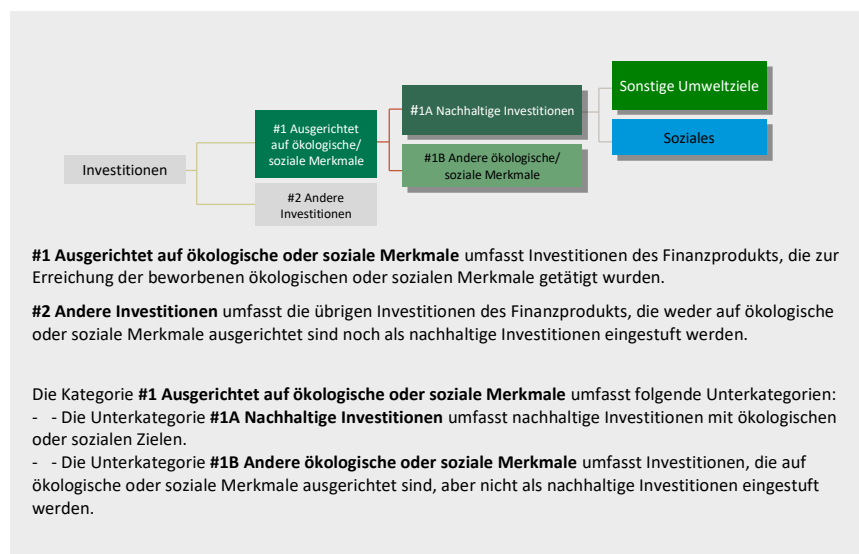 Sonstige Umweltziele
#1A Nachhaltige Investitionen
#1 Ausgerichtet
auf ökologische/
soziale Merkmale
Soziales
#1B Andere ökologische/
soziale Merkmale
Investitionen
#2 Andere
Investitionen
#1 Ausgerichtet auf ökologische oder soziale Merkmale umfasst Investitionen des Finanzprodukts, die zur
Erreichung der beworbenen ökologischen oder sozialen Merkmale getätigt wurden.
#2 Andere Investitionen umfasst die übrigen Investitionen des Finanzprodukts, die weder auf ökologische
oder soziale Merkmale ausgerichtet sind noch als nachhaltige Investitionen eingestuft werden.
Die Kategorie #1 Ausgerichtet auf ökologische oder soziale Merkmale umfasst folgende Unterkategorien:
- - Die Unterkategorie #1A Nachhaltige Investitionen umfasst nachhaltige Investitionen mit ökologischen
oder sozialen Zielen.
- - Die Unterkategorie #1B Andere ökologische oder soziale Merkmale umfasst Investitionen, die auf
ökologische oder soziale Merkmale ausgerichtet sind, aber nicht als nachhaltige Investitionen eingestuft
werden.